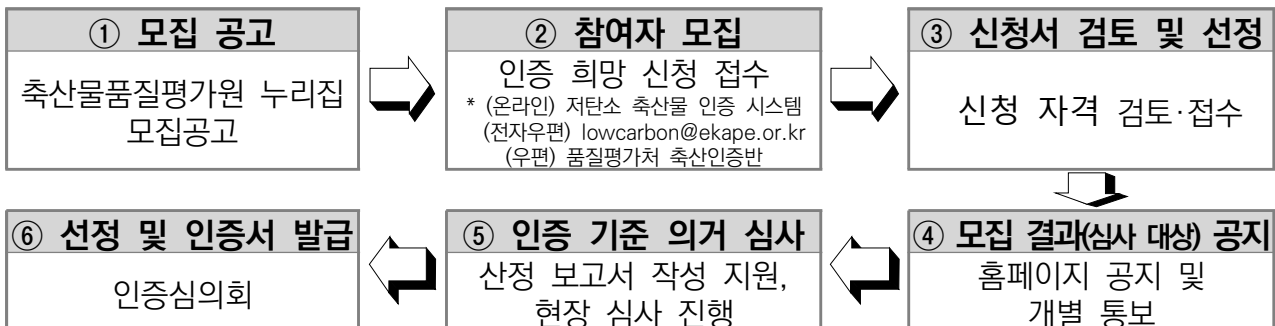 ① 모집 공고
축산물품질평가원 누리집
모집공고
② 참여자 모집
인증 희망 신청 접수
* (온라인) 저탄소 축산물 인증 시스템
(전자우편) lowcarbon@ekape.or.kr
(우편) 품질평가처 축산인증반
③ 신청서 검토 및 선정
신청 자격 검토·접수
④ 모집 결과(심사 대상) 공지
홈페이지 공지 및
개별 통보
⑤ 인증 기준 의거 심사
산정 보고서 작성 지원,
현장 심사 진행
⑥ 선정 및 인증서 발급
인증심의회